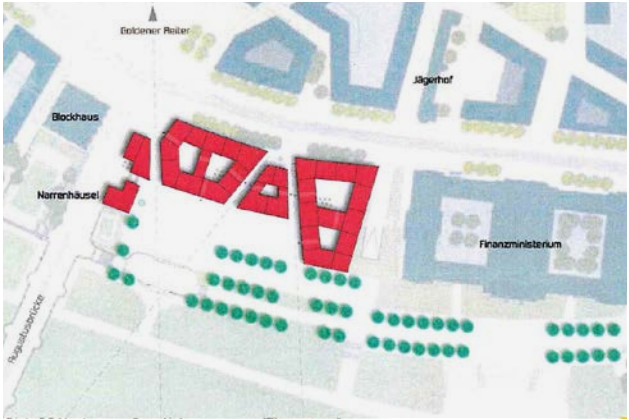 Goldener Reiter
Jägerhof
Blockhaus
Narrenhäusel
Finanzministerium
Augustusbrücke